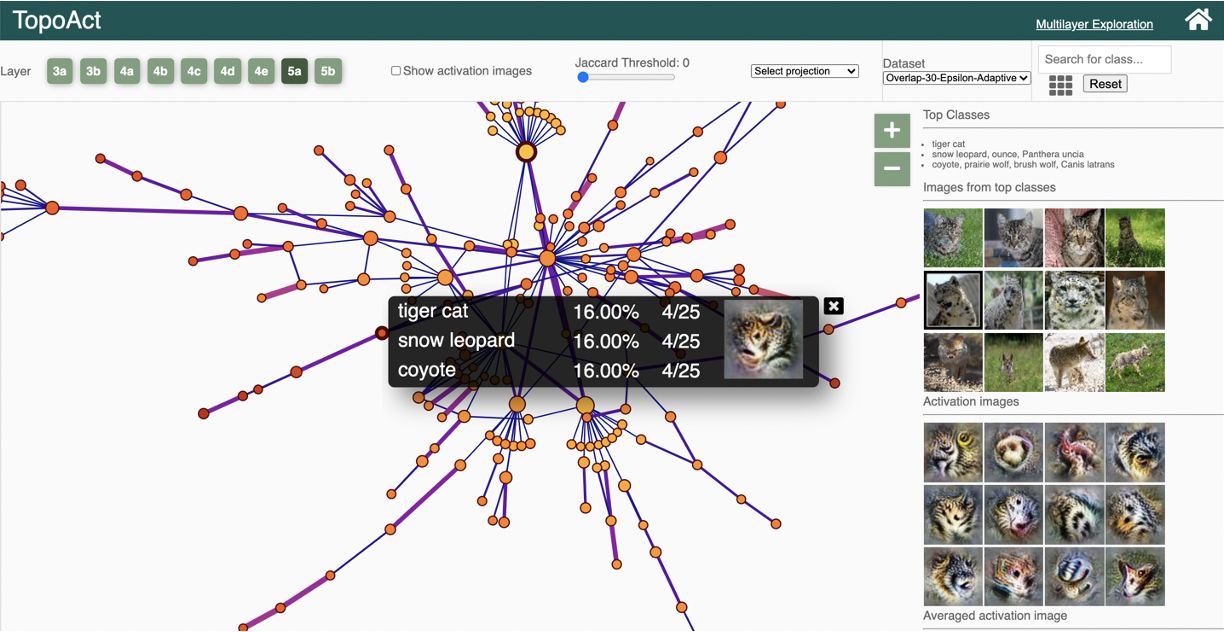 TopoAct
Multilayer Exploration
Layer
3a 3b 4a 4b 4c 4d 4e 5a 5b
Show activation images
Jaccard Threshold: 0
Select projection
Dataset
Overlap-30-Epsilon-Adaptive
Search for class...
Reset
+
−
Top Classes
tiger cat
snow leopard, ounce, Panthera uncia
coyote, prairie wolf, brush wolf, Canis latrans
Images from top classes
tiger cat 16.00% 4/25
snow leopard 16.00% 4/25
coyote 16.00% 4/25
Activation images
Averaged activation image